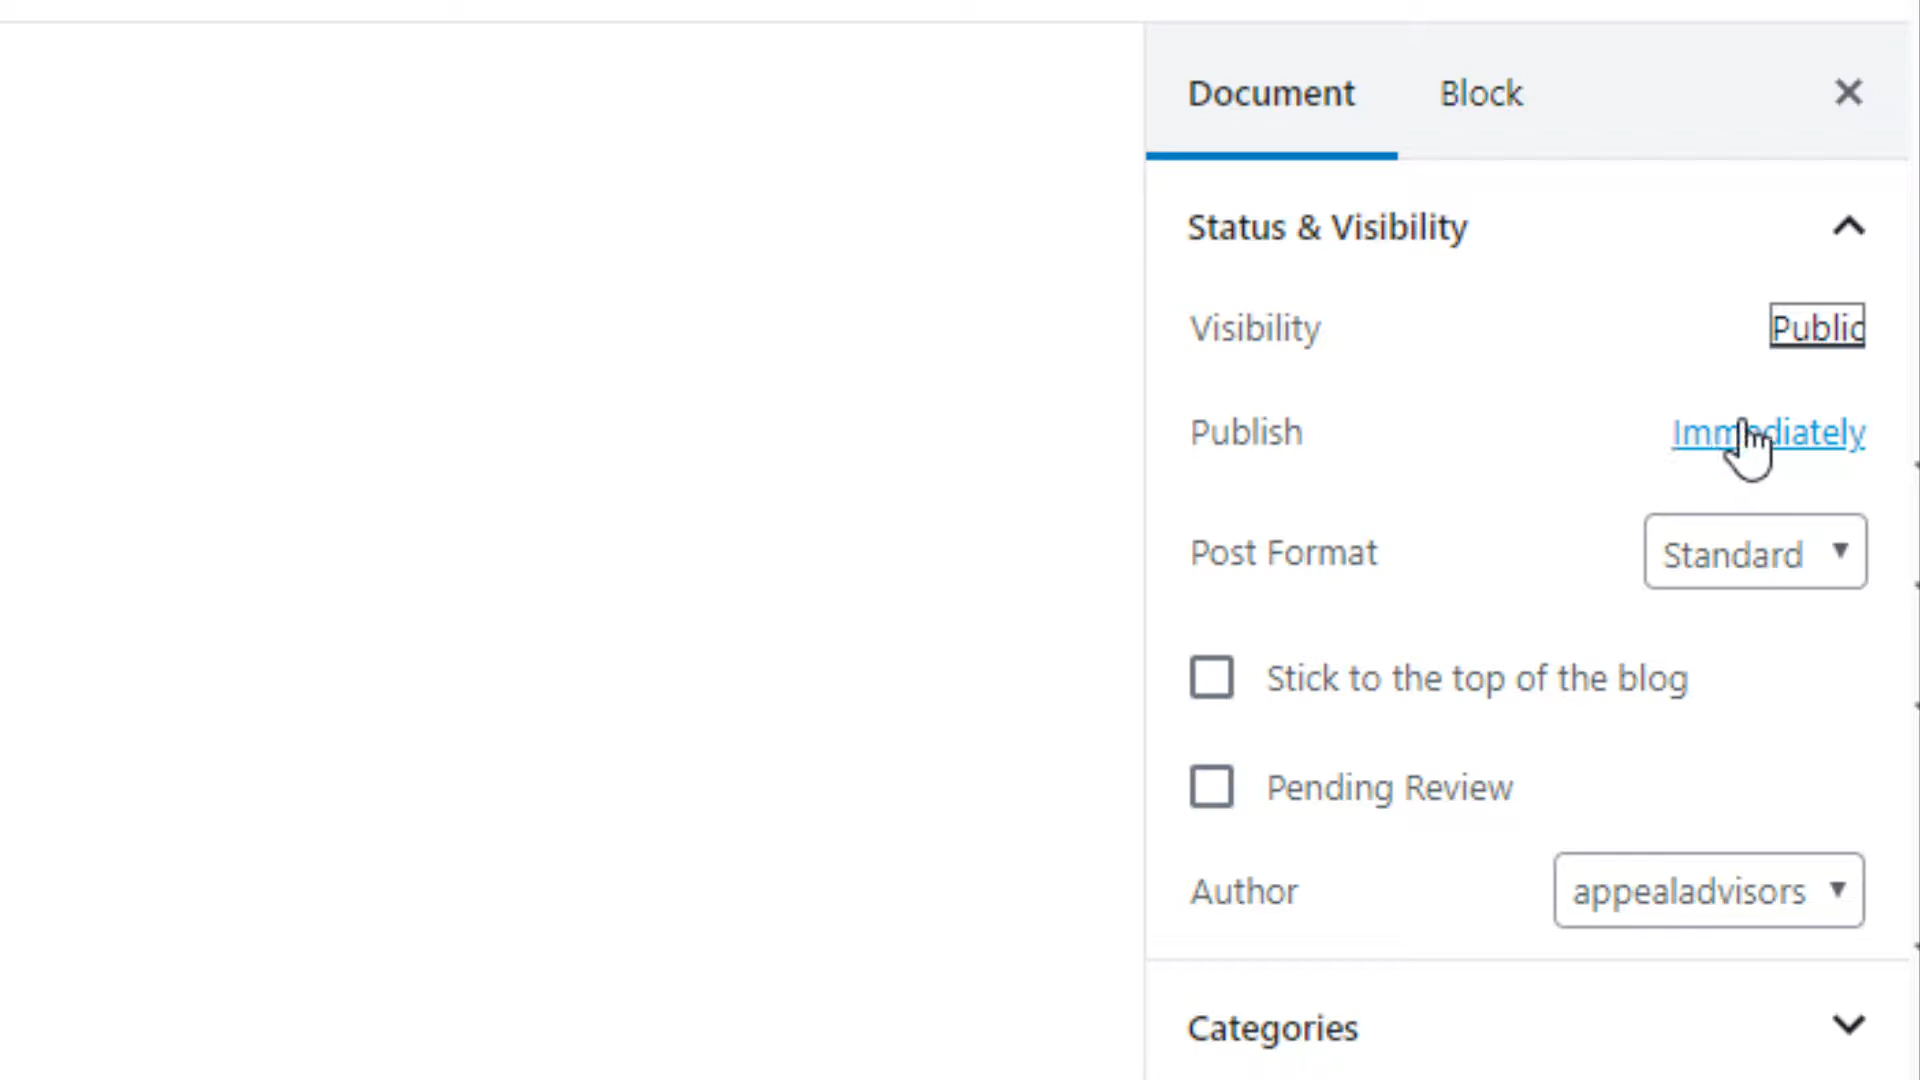 Document Block
Status & Visibility
Visibility Public
Publish Immediately
Post Format Standard
Stick to the top of the blog
Pending Review
Author appealadvisors
Categories